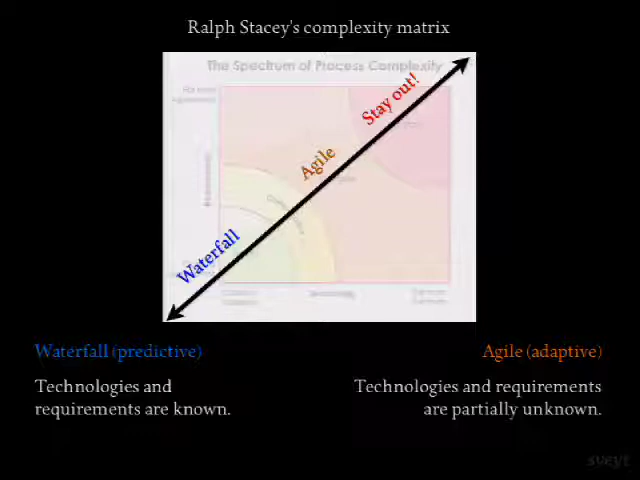 Ralph Stacey's complexity matrix
The Spectrum of Process Complexity
Stay out!
Agile
Waterfall
Waterfall (predictive)
Agile (adaptive)
Technologies and
requirements are known.
Technologies and requirements
are partially unknown.
sveyt